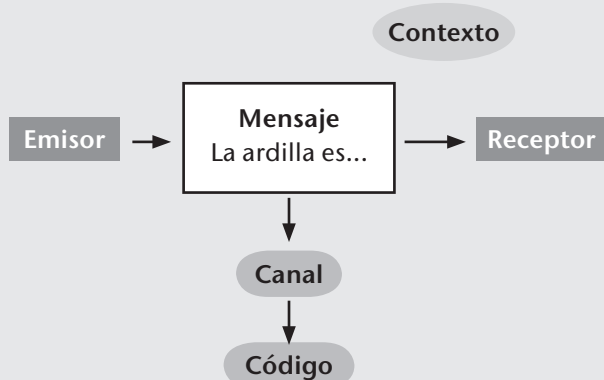 Contexto
Emisor
Mensaje
La ardilla es...
Receptor
Canal
Código